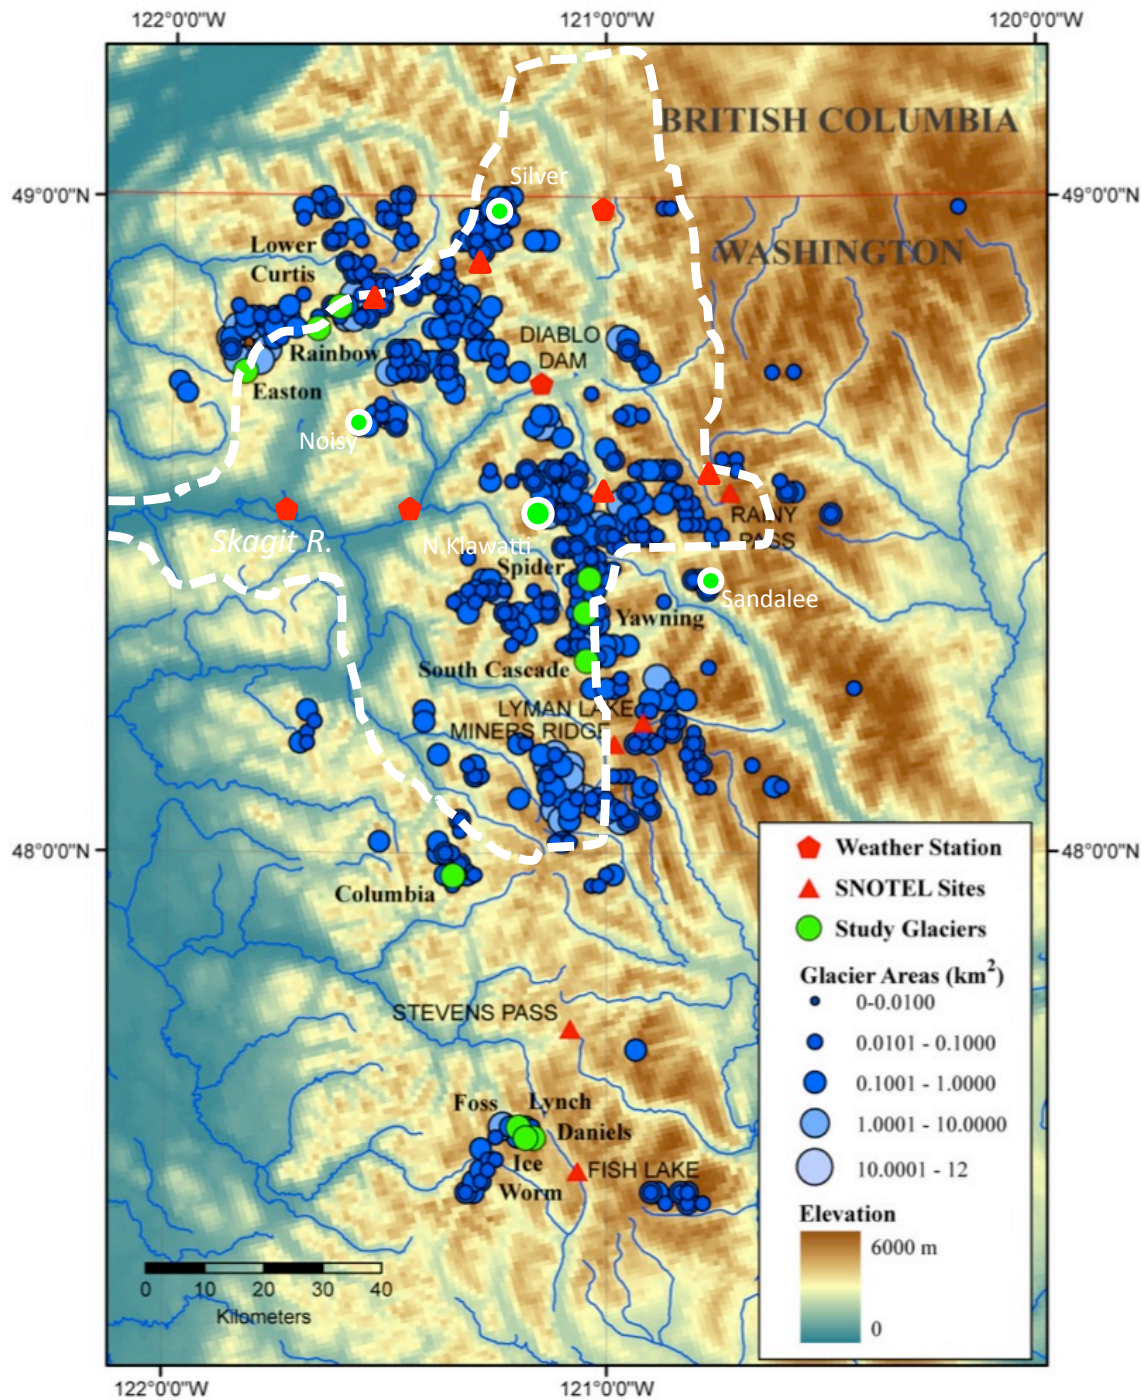 122°0'0"W
121°0'0"W
120°0'0"W
BRITISH COLUMBIA
Silver
49°0'0"N
49°0'0"N
Lower
Curtis
WASHINGTON
DIABLO
DAM
Rainbow
Easton
Noisy
Skagit R.
N.Klawatti
RAINY
PASS
Spider
Sandalee
Yawning
South Cascade
LYMAN LAKE
MINERS RIDGE
48°0'0"N
48°0'0"N
Columbia
Weather Station
SNOTEL Sites
Study Glaciers
Glacier Areas (km2)
0-0.0100
0.0101 - 0.1000
0.1001 - 1.0000
1.0001 - 10.0000
10.0001 - 12
Elevation
6000 m
0
STEVENS PASS
Foss
Lynch
Daniels
Ice
Worm
FISH LAKE
0 10 20 30 40
Kilometers
122°0'0"W
121°0'0"W